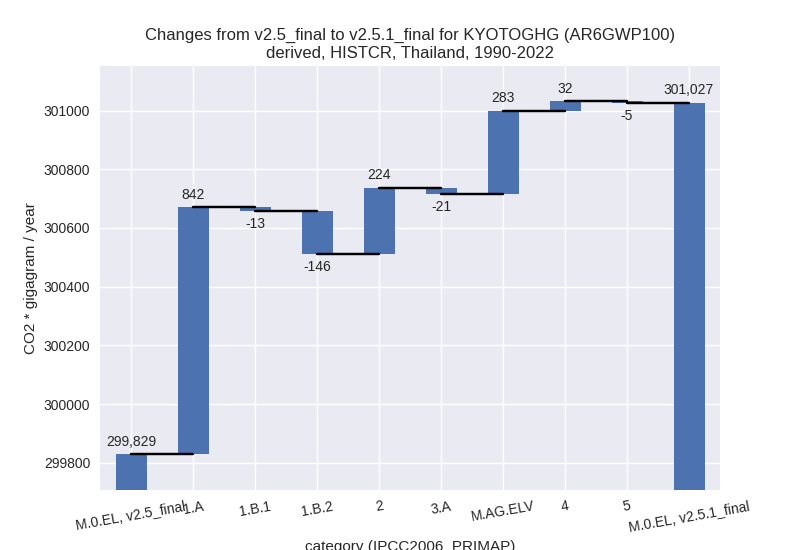 Changes from v2.5_final to v2.5.1_final for KYOTOGHG (AR6GWP100)
derived, HISTCR, Thailand, 1990-2022
CO2 * gigagram / year
301000
300800
300600
300400
300200
300000
299800
299,829
842
-13
-146
224
-21
283
32
-5
301,027
M.0.EL, v2.5_final
1.A
1.B.1
1.B.2
2
3.A
M.AG.ELV
4
5
M.0.EL, v2.5.1_final
category (IPCC2006_PRIMAP)